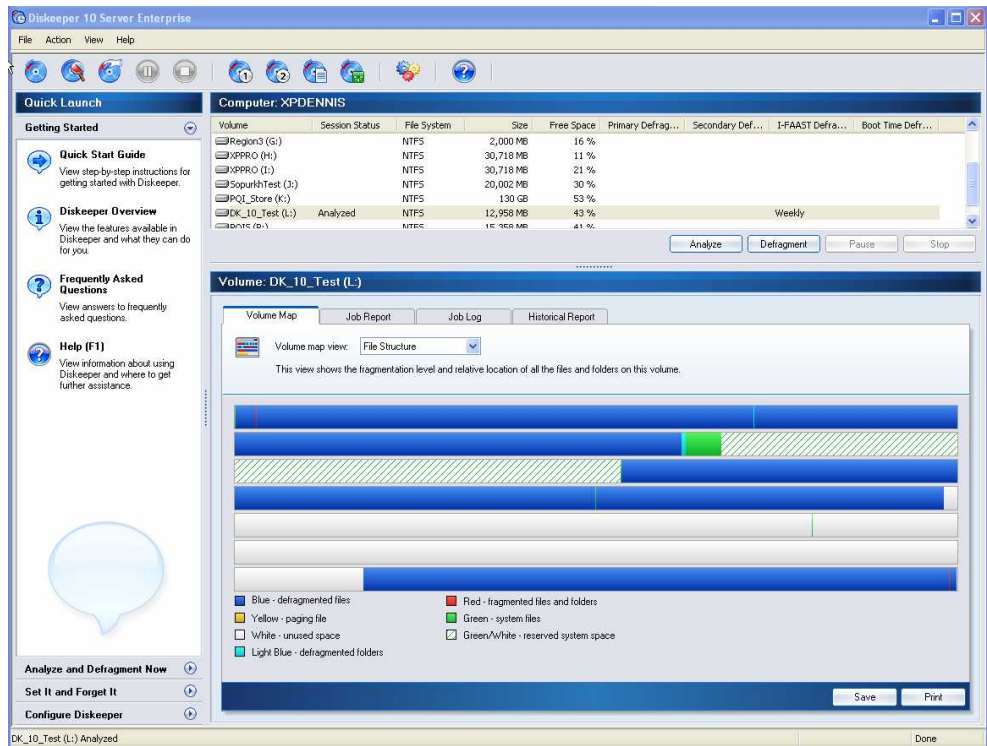 Diskeeper 10 Server Enterprise
File Action View Help
1 2
Quick Launch
Getting Started
Quick Start Guide
View step-by-step instructions for
getting started with Diskeeper.
Diskeeper Overview
View the features available in
Diskeeper and what they can do
for you.
Frequently Asked
Questions
View answers to frequently
asked questions.
Help (F1)
View information about using
Diskeeper and where to get
further assistance.
Analyze and Defragment Now
Set It and Forget It
Configure Diskeeper
Computer: XPDENNIS
Volume Session Status File System Size Free Space Primary Defrag... Secondary Def... I-FAAST Defra... Boot Time Defr...
Region3 (G:) NTFS 2,000 MB 16 %
XPPRO (H:) NTFS 30,718 MB 11 %
XPPRO (I:) NTFS 30,718 MB 21 %
SopurkhTest (J:) NTFS 20,002 MB 30 %
PQI_Store (K:) NTFS 130 GB 53 %
DK_10_Test (L:) Analyzed NTFS 12,958 MB 43 % Weekly
NTFS 15,358 MB 41 %
Analyze Defragment Pause Stop
Volume: DK_10_Test (L:)
Volume Map Job Report Job Log Historical Report
Volume map view: File Structure
This view shows the fragmentation level and relative location of all the files and folders on this volume.
Blue - defragmented files
Yellow - paging file
White - unused space
Light Blue - defragmented folders
Red - fragmented files and folders
Green - system files
Green/White - reserved system space
Save Print
DK_10_Test (L:) Analyzed Done